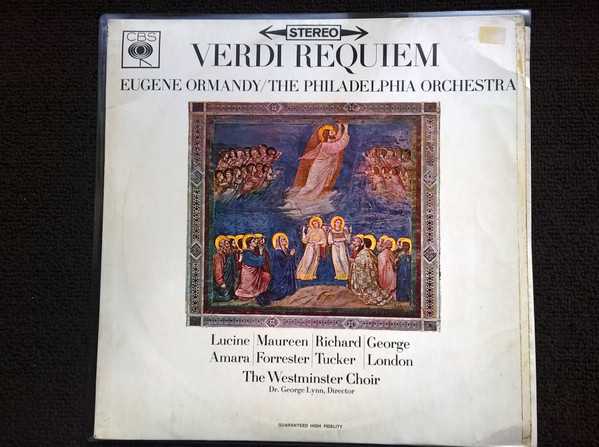 CBS
STEREO
VERDI REQUIEM
EUGENE ORMANDY/THE PHILADELPHIA ORCHESTRA
Lucine Maureen Richard George
Amara Forrester Tucker London
The Westminster Choir
Dr. George Lynn, Director
GUARANTEED HIGH FIDELITY